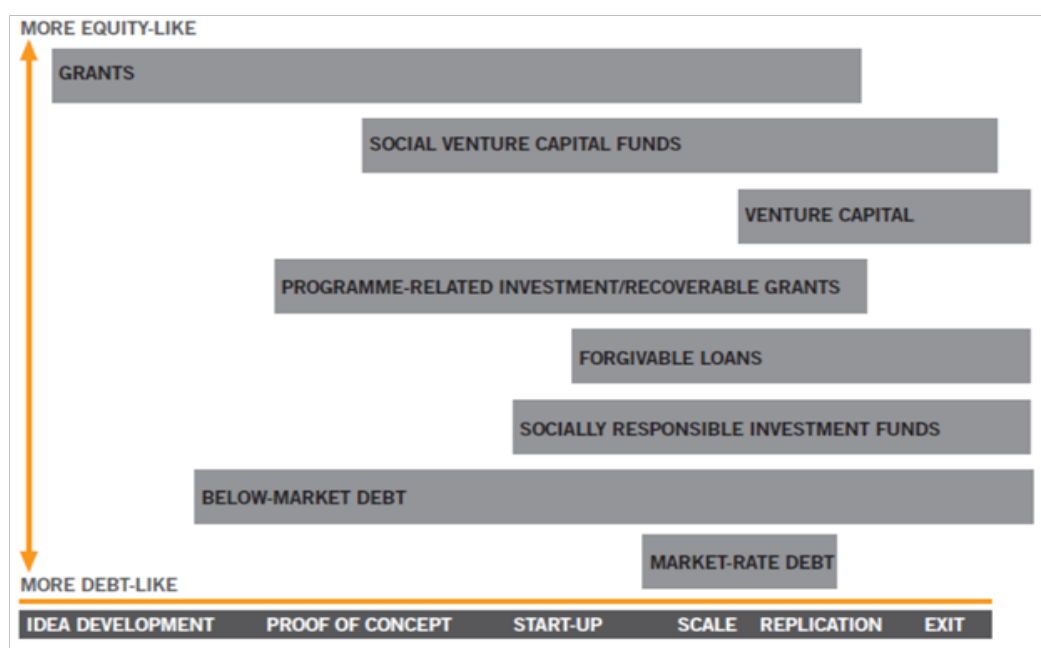 MORE EQUITY-LIKE
GRANTS
SOCIAL VENTURE CAPITAL FUNDS
VENTURE CAPITAL
PROGRAMME-RELATED INVESTMENT/RECOVERABLE GRANTS
FORGIVABLE LOANS
SOCIALLY RESPONSIBLE INVESTMENT FUNDS
BELOW-MARKET DEBT
MARKET-RATE DEBT
MORE DEBT-LIKE
IDEA DEVELOPMENT PROOF OF CONCEPT START-UP SCALE REPLICATION EXIT